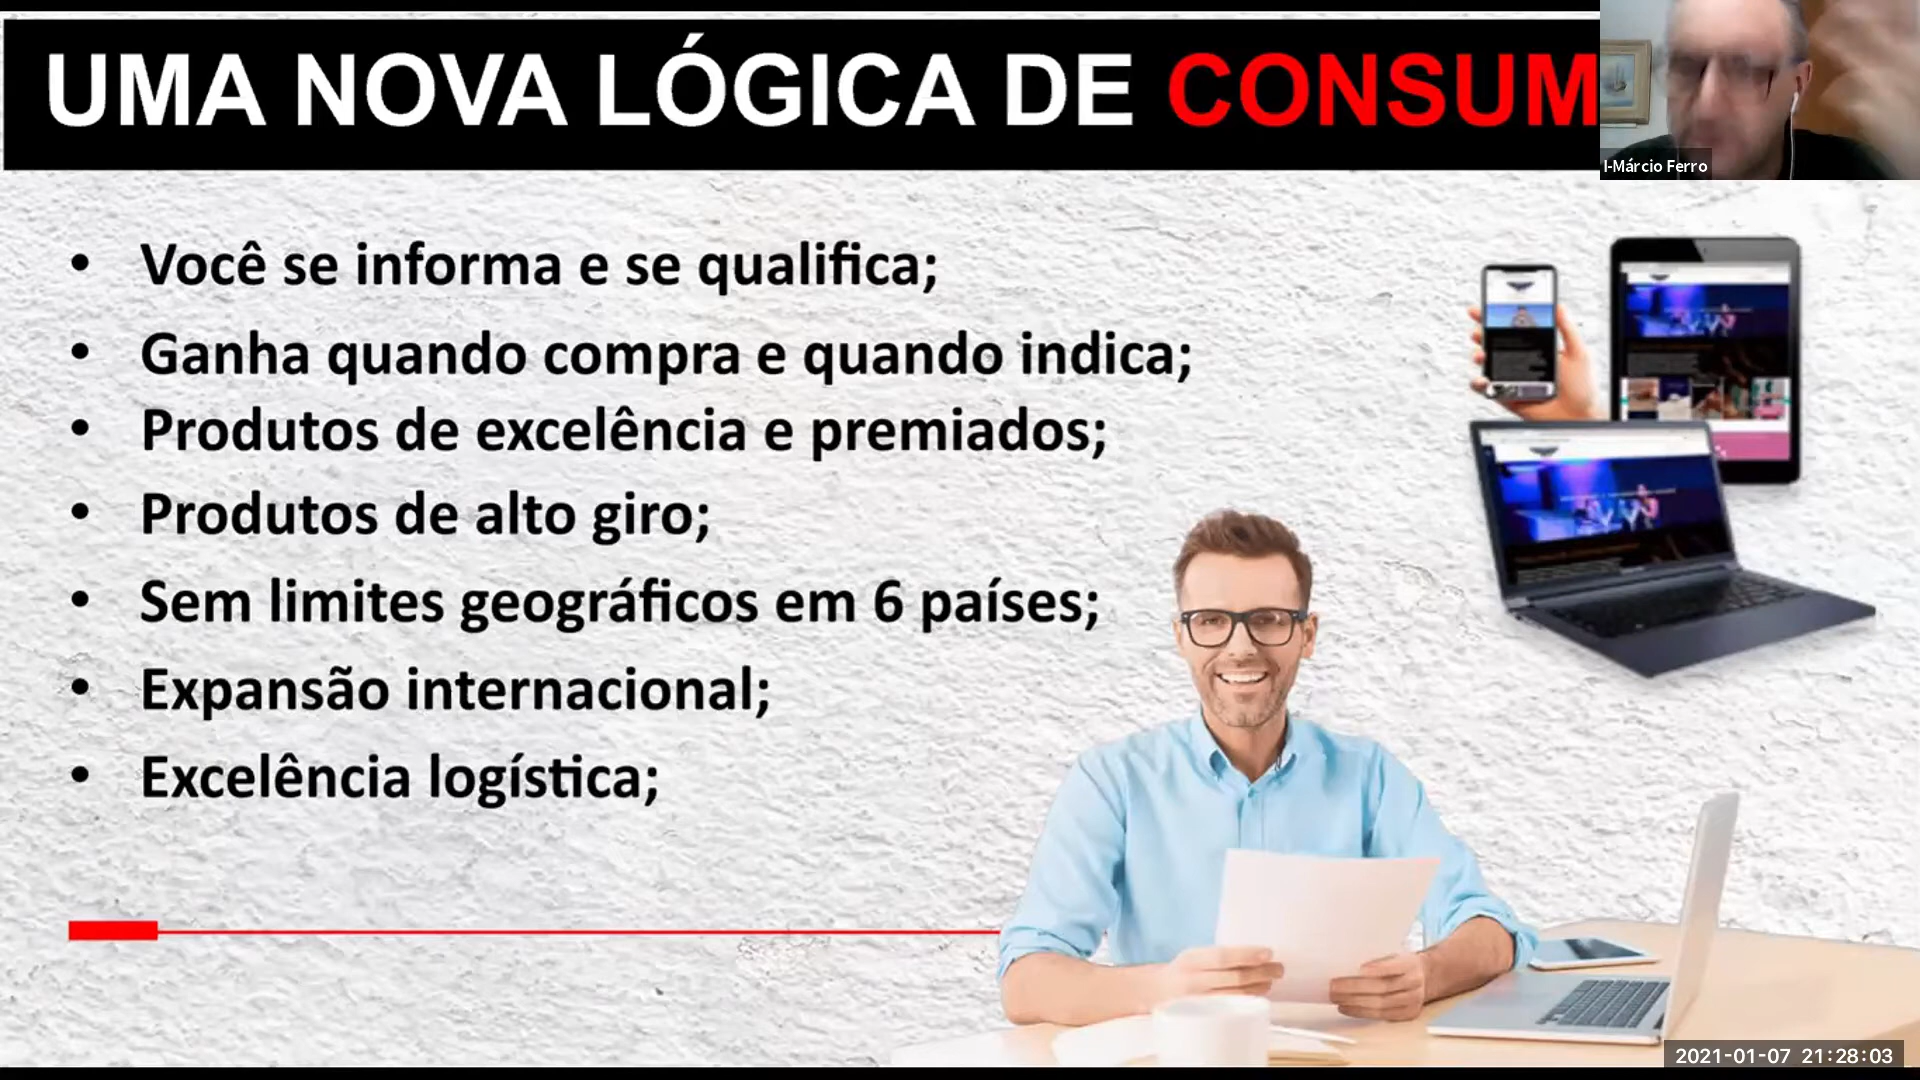 UMA NOVA LÓGICA DE CONSUM
I-Márcio Ferro
• Você se informa e se qualifica;
• Ganha quando compra e quando indica;
• Produtos de excelência e premiados;
• Produtos de alto giro;
• Sem limites geográficos em 6 países;
• Expansão internacional;
• Excelência logística;
2021-01-07 21:28:03